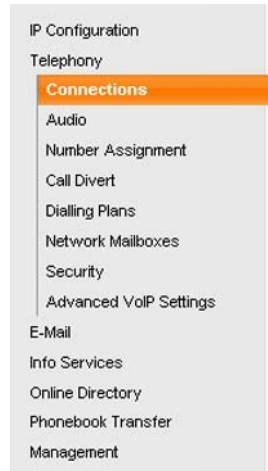 IP Configuration
Telephony
Connections
Audio
Number Assignment
Call Divert
Dialling Plans
Network Mailboxes
Security
Advanced VoIP Settings
E-Mail
Info Services
Online Directory
Phonebook Transfer
Management